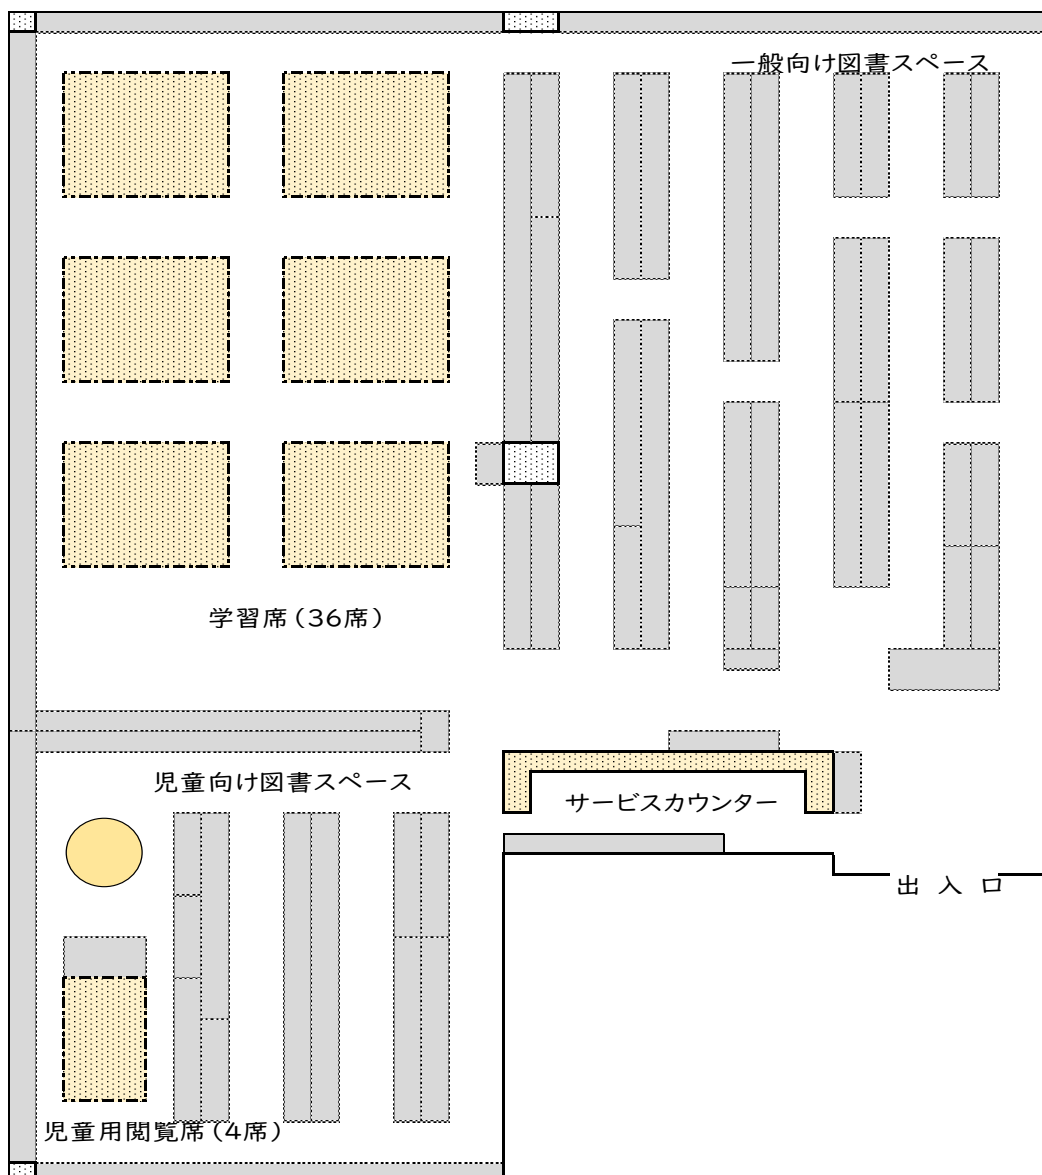 一般向け図書スペース
学習席（36席）
児童向け図書スペース
サービスカウンター
出 入 口
児童用閲覧席（4席）